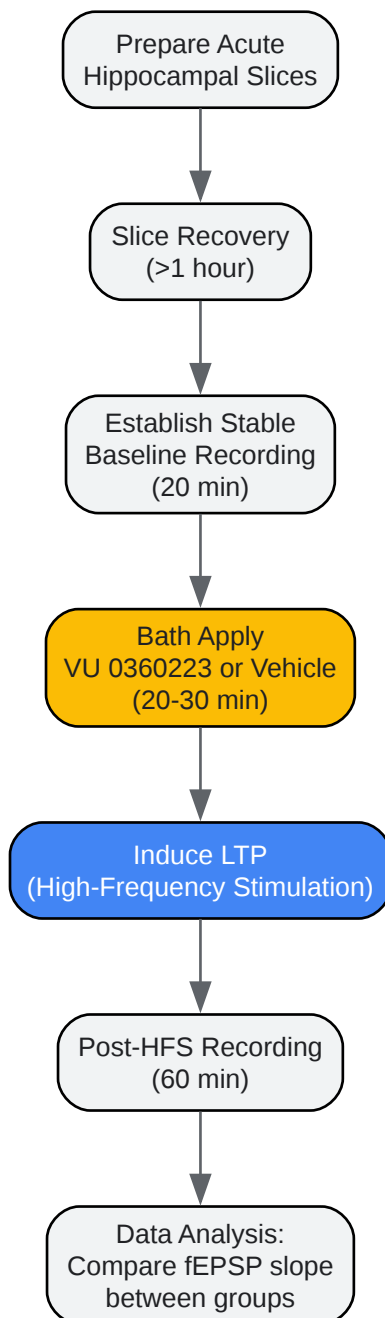 Prepare Acute
Hippocampal Slices
Slice Recovery
(>1 hour)
Establish Stable
Baseline Recording
(20 min)
Bath Apply
VU 0360223 or Vehicle
(20-30 min)
Induce LTP
(High-Frequency Stimulation)
Post-HFS Recording
(60 min)
Data Analysis:
Compare fEPSP slope
between groups